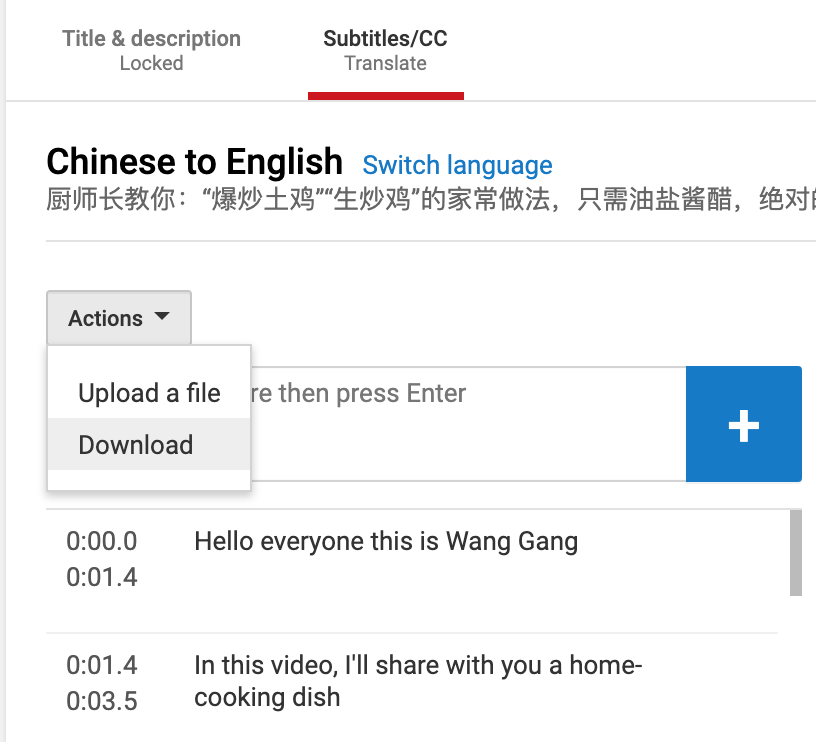 Title & description
Locked
Subtitles/CC
Translate
Chinese to English Switch language
厨师长教你：“爆炒土鸡”“生炒鸡”的家常做法，只需油盐酱醋，绝对
Actions
Upload a file
Download
re then press Enter
0:00.0 Hello everyone this is Wang Gang
0:01.4
0:01.4 In this video, I'll share with you a home-
0:03.5 cooking dish